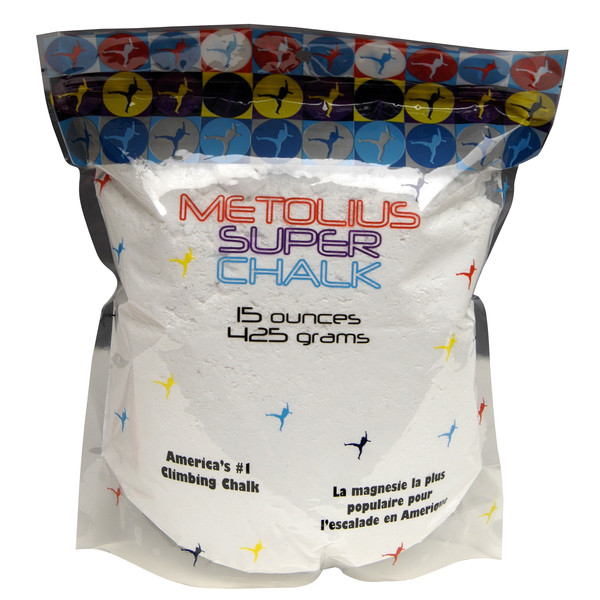 METOLIUS
SUPER
CHALK
15 ounces
425 grams
America's #1
Climbing Chalk
La magnesie la plus
populaire pour
l'escalade en Amerique